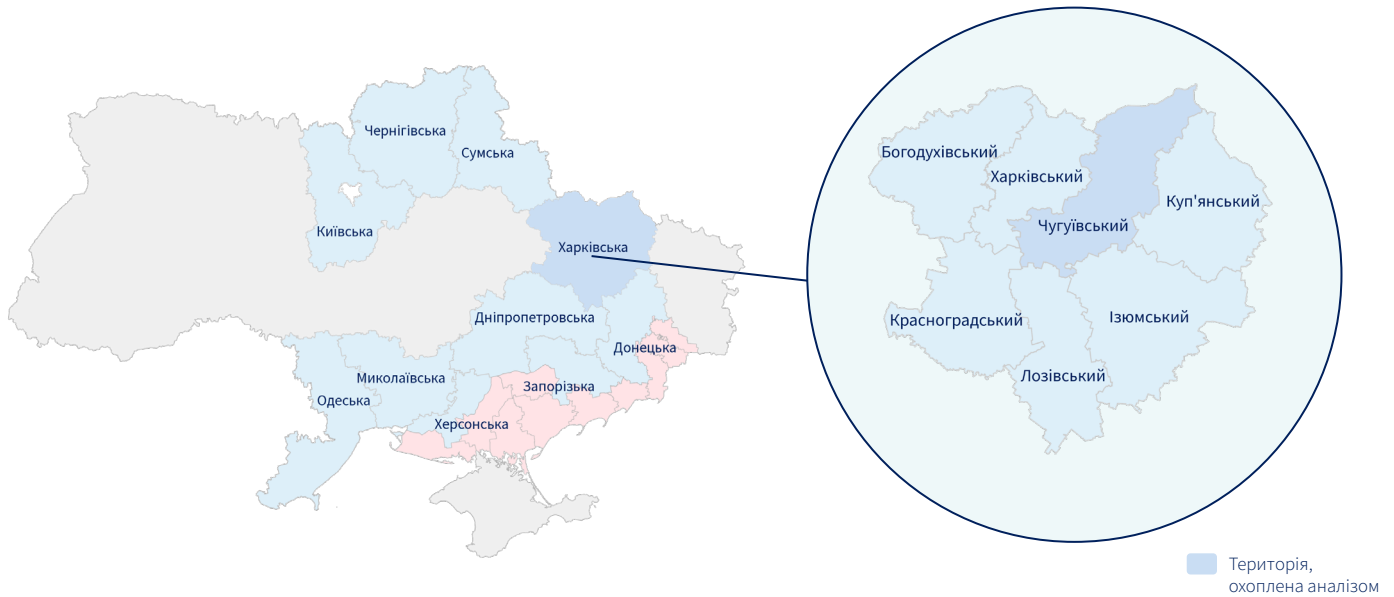 Чернігівська
Сумська
Київська
Харківська
Дніпропетровська
Донецька
Миколаївська
Запорізька
Одеська
Херсонська
Богодухівський
Харківський
Куп'янський
Чугуївський
Красноградський
Ізюмський
Лозівський
Територія,
охоплена аналізом